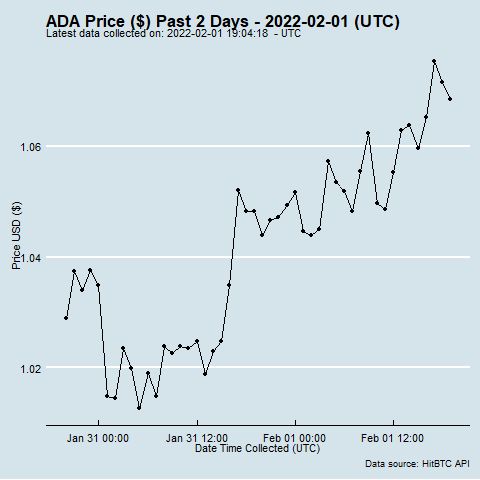 ADA Price ($) Past 2 Days - 2022-02-01 (UTC)
Latest data collected on: 2022-02-01 19:04:18  - UTC
1.06
1.04
1.02
Price USD ($)
Jan 31 00:00
Jan 31 12:00
Feb 01 00:00
Feb 01 12:00
Date Time Collected (UTC)
Data source: HitBTC API